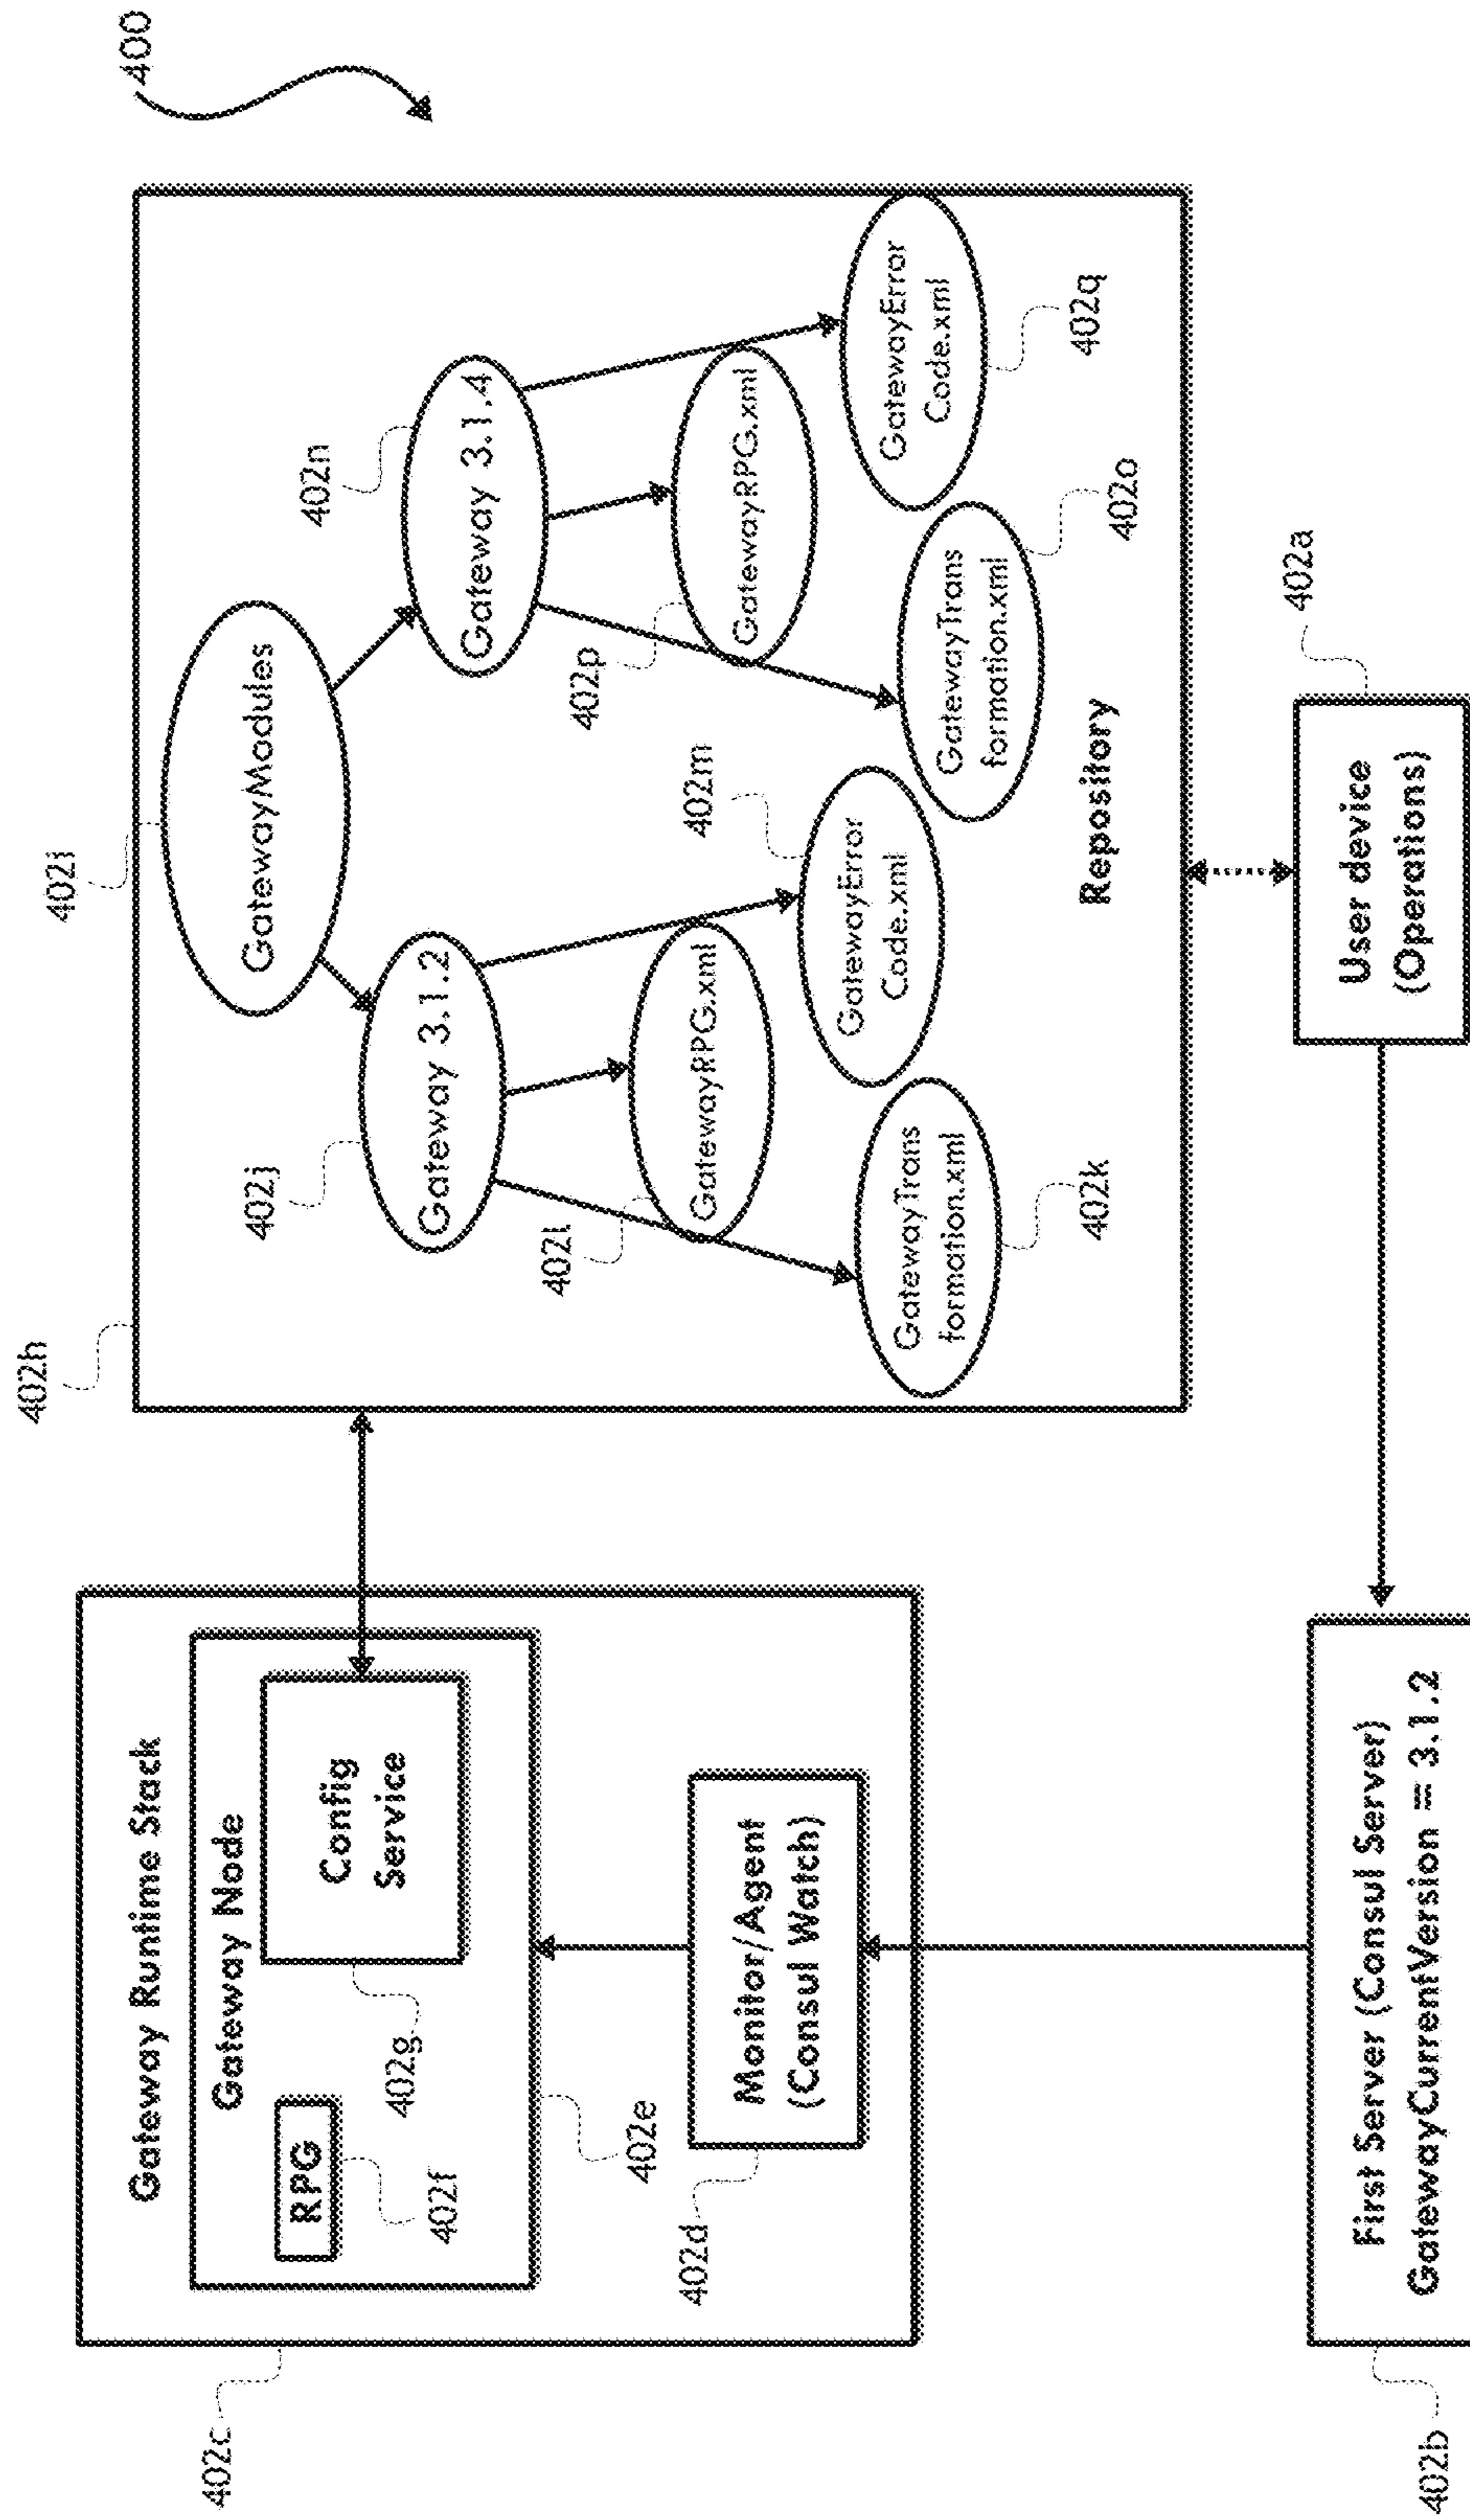 400
402c
Gateway Runtime Stack
Gateway Node
RPG
402f
402g
Config
Service
402e
402d
Monitor/Agent
(Consul Watch)
402b
First Server (Consul Server)
GatewayCurrentVersion = 3.1.2
402h
402i
GatewayModules
402j
Gateway 3.1.2
402l
GatewayRPG.xml
GatewayTrans
formation.xml
402k
402m
GatewayError
Code.xml
402n
Gateway 3.1.4
402p
GatewayRPG.xml
GatewayTrans
formation.xml
402o
GatewayError
Code.xml
402q
Repository
402a
User device
(Operations)